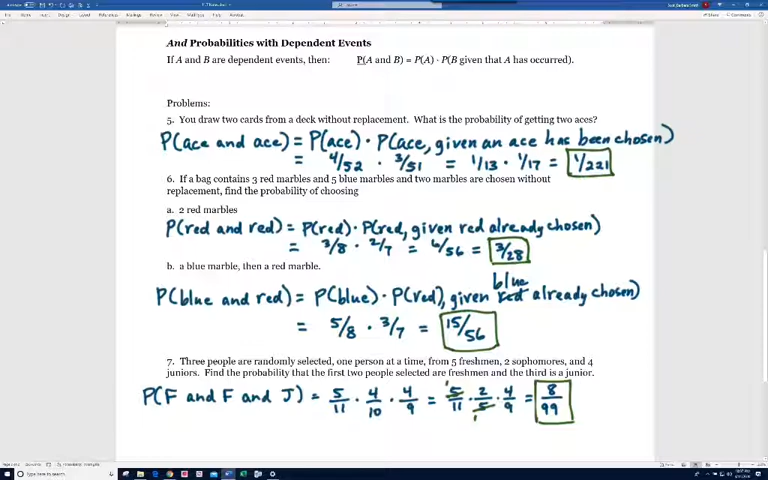 And Probabilities with Dependent Events
If A and B are dependent events, then: P(A and B) = P(A) · P(B given that A has occurred).
Problems:
5. You draw two cards from a deck without replacement. What is the probability of getting two aces?
P(ace and ace) = P(ace) · P(ace, given an ace has been chosen)
= 4/52 · 3/51 = 1/13 · 1/17 = 1/221
6. If a bag contains 3 red marbles and 5 blue marbles and two marbles are chosen without
replacement, find the probability of choosing
a. 2 red marbles
P(red and red) = P(red) · P(red, given red already chosen)
= 3/8 · 2/7 = 6/56 = 3/28
b. a blue marble, then a red marble.
blue
P(blue and red) = P(blue) · P(red), given red already chosen)
= 5/8 · 3/7 = 15/56
7. Three people are randomly selected, one person at a time, from 5 freshmen, 2 sophomores, and 4
juniors. Find the probability that the first two people selected are freshmen and the third is a junior.
P(F and F and J) = 5/11 · 4/10 · 4/9 = 5/11 · 2/5 · 4/9 = 8/99